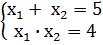 x₁ + x₂ = 5
x₁ · x₂ = 4